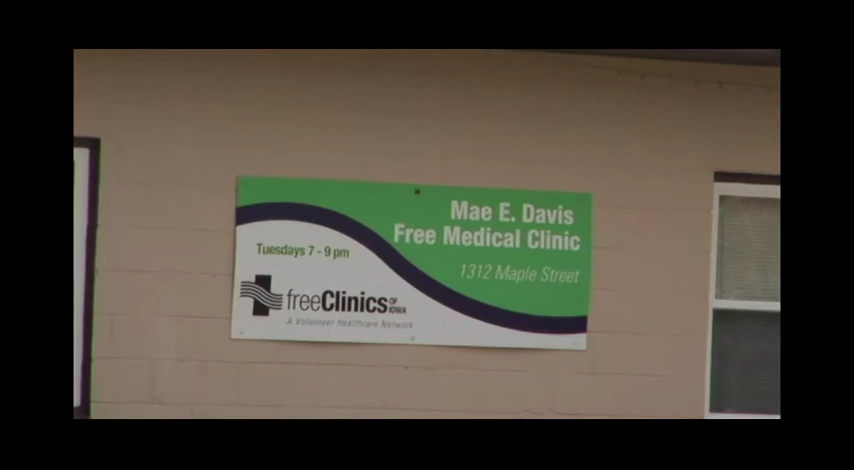 Mae E. Davis
Free Medical Clinic
1312 Maple Street
Tuesdays 7 - 9 pm
freeClinics OF IOWA
A Volunteer Healthcare Network